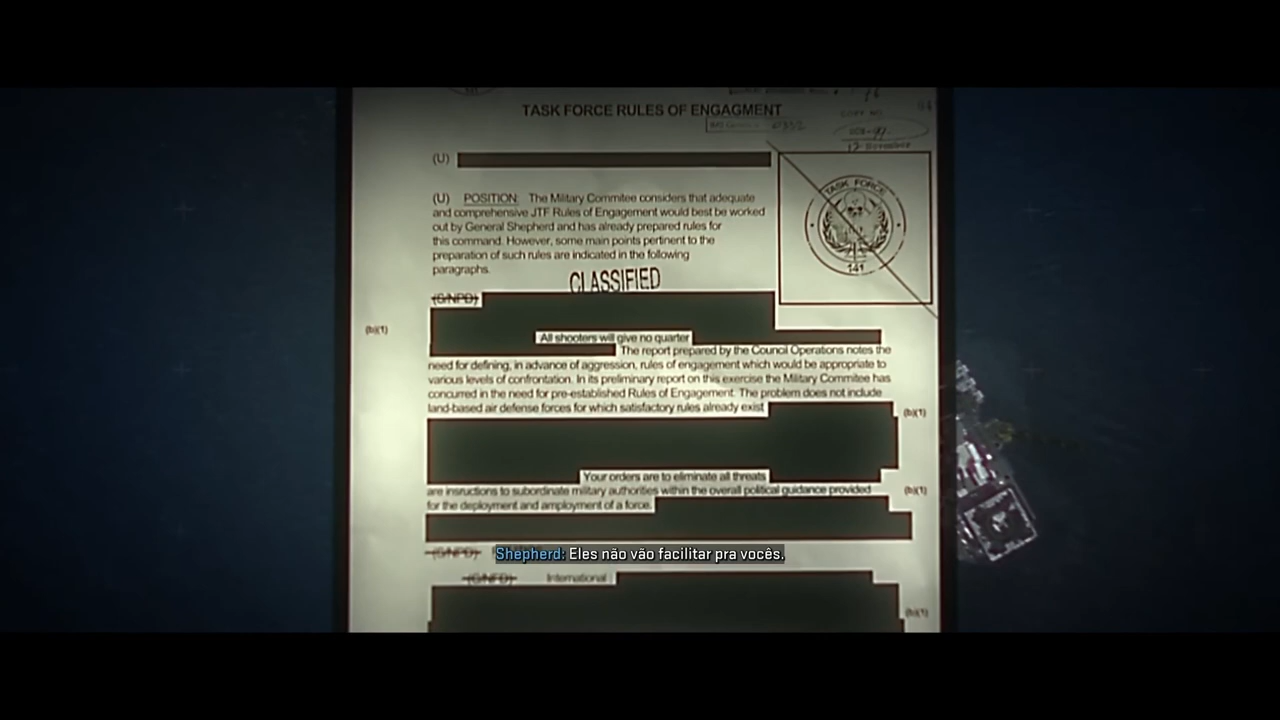 TASK FORCE RULES OF ENGAGMENT
COPY NO
(U)
(U) POSITION: The Military Commitee considers that adequate
and comprehensive JTF Rules of Engagement would best be worked
out by General Shepherd and has already prepared rules for
this command. However, some main points pertinent to the
preparation of such rules are indicated in the following
paragraphs.
TASK FORCE
141
CLASSIFIED
(S/NPD)
(b)(1)
All shooters will give no quarter
The report prepared by the Council Operations notes the
need for defining, in advance of aggression, rules of engagement which would be appropriate to
various levels of confrontation. In its preliminary report on this exercise the Military Commitee has
concurred in the need for pre-established Rules of Engagement. The problem does not include
land-based air defense forces for which satisfactory rules already exist
(b)(1)
Your orders are to eliminate all threats
are insructions to subordinate military authorities within the overall political guidance provided
(b)(1)
for the deployment and amployment of a force.
Shepherd: Eles não vão facilitar pra vocês.
International
(b)(1)